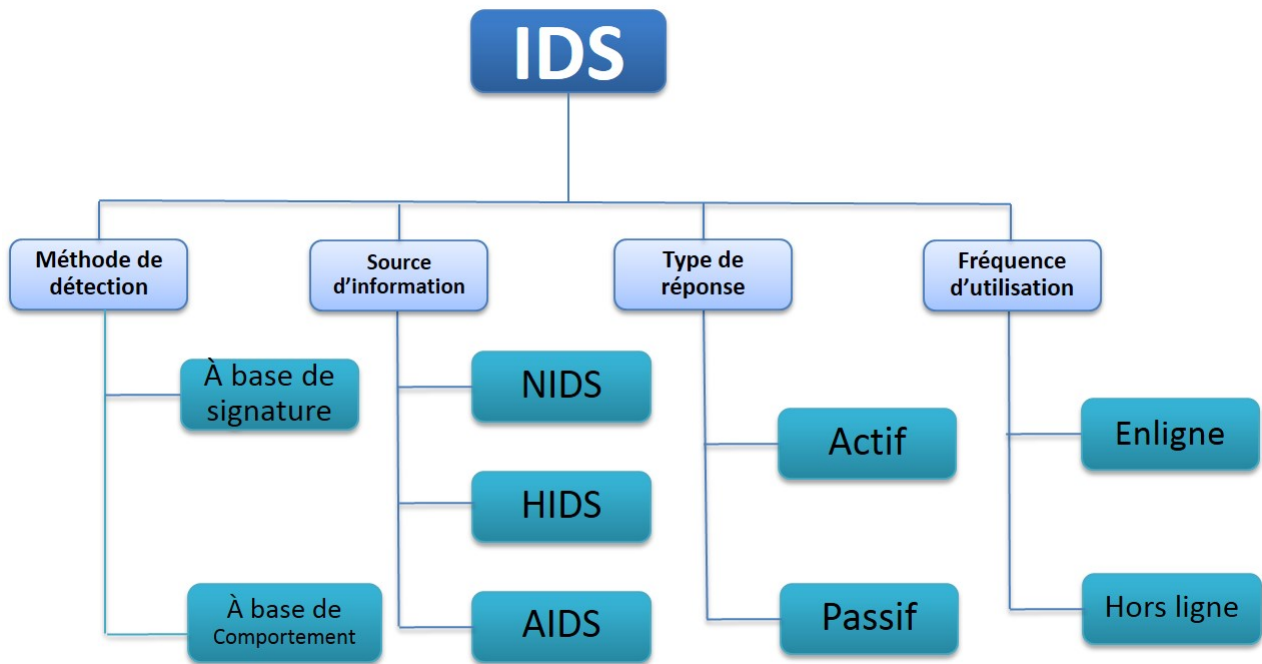 IDS
Méthode de
détection
Source
d'information
Type de
réponse
Fréquence
d'utilisation
À base de
signature
À base de
Comportement
NIDS
HIDS
AIDS
Actif
Passif
Enligne
Hors ligne